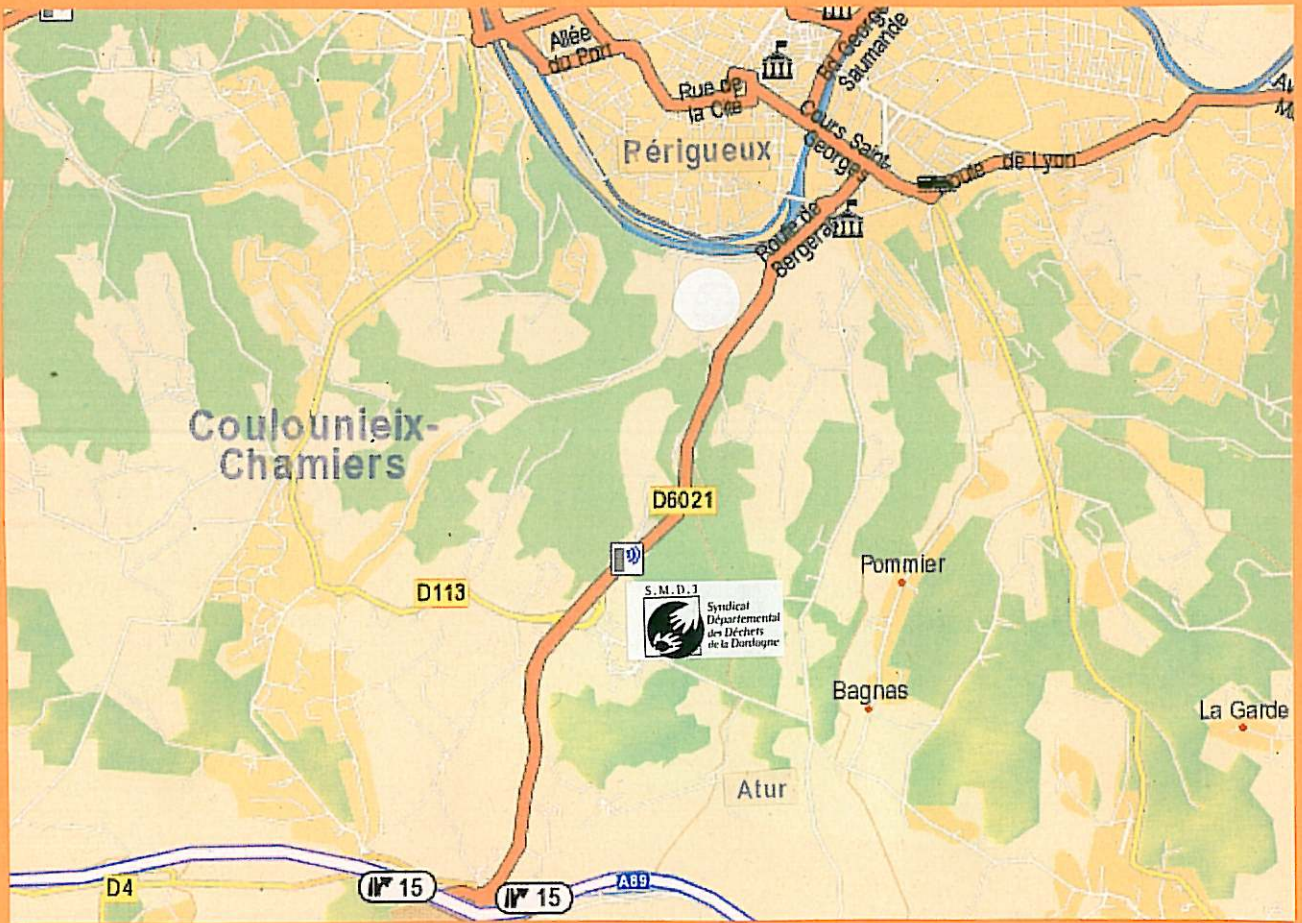 Allée
du Port
Bd George
Saumande
Rue de
la Cité
Cours Saint-
Georges
Périgueux
Route de Lyon
Route de
Bergerac
Coulounieix-
Chamiers
D6021
Pommier
D113
S.M.D.3
Syndical
Départemental
des Déchets
de la Dordogne
Bagnas
La Garde
Atur
D4
15
15
A89